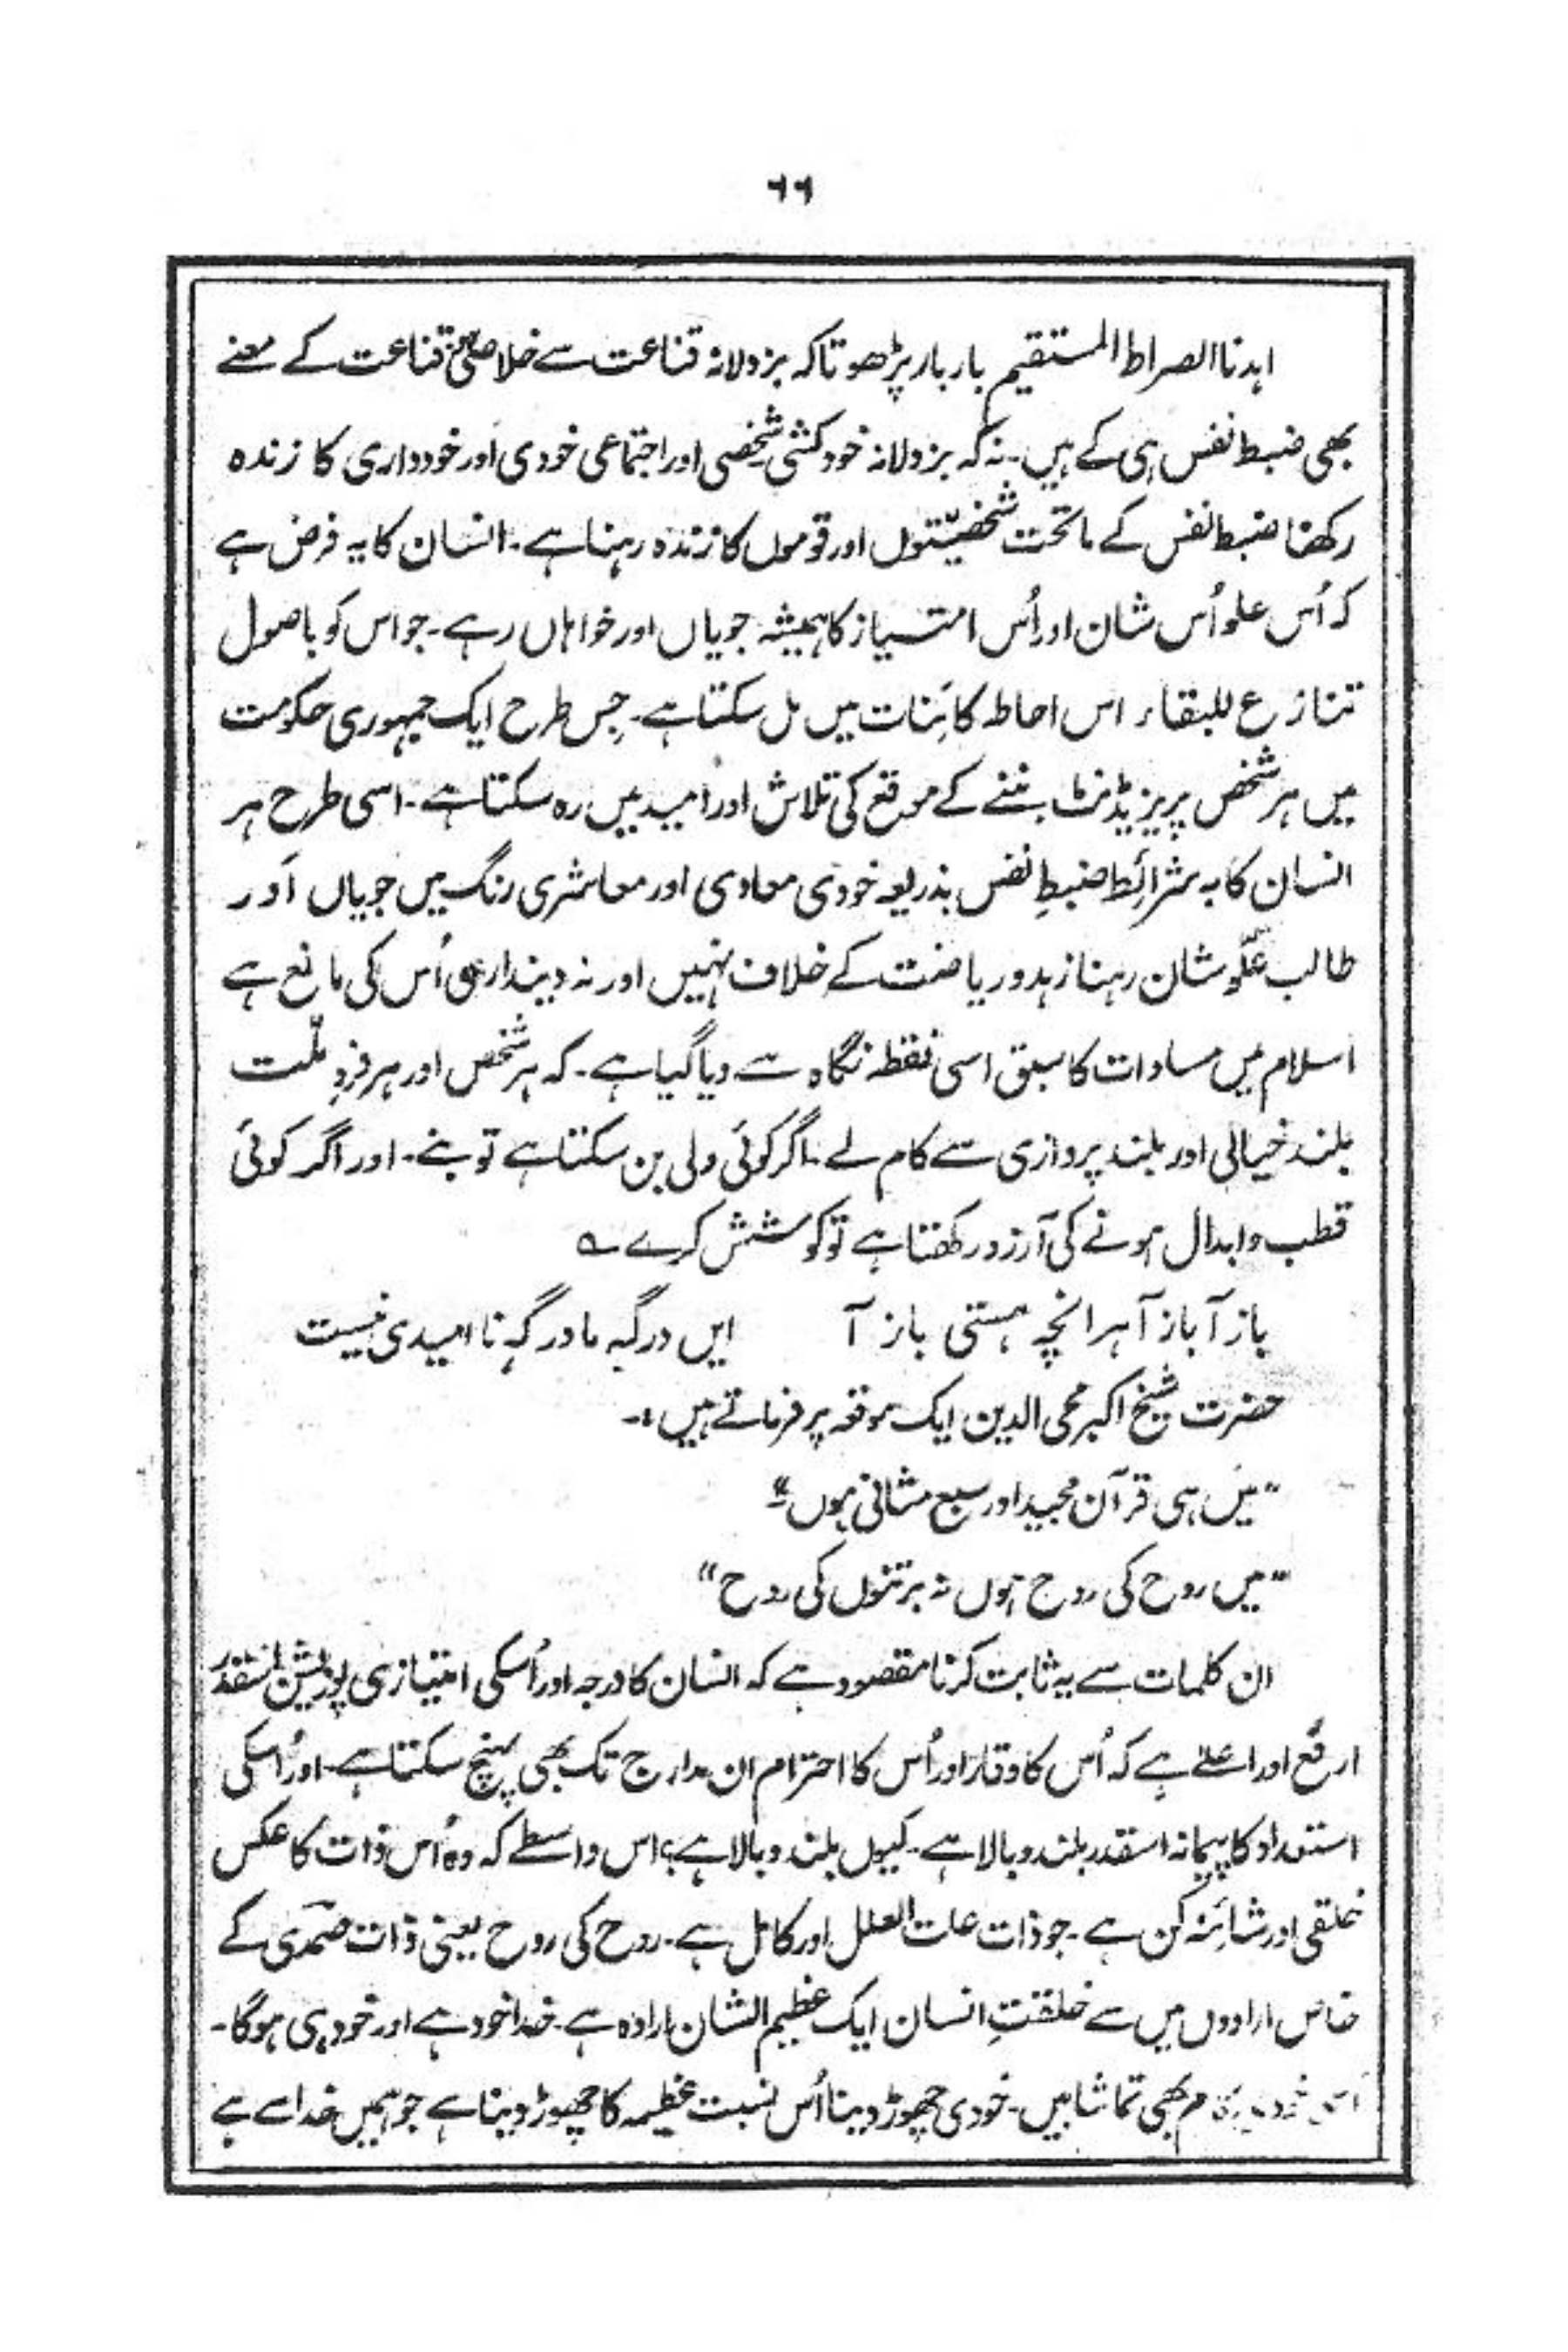 ٦٦
اہدنا الصراط المستقیم بار بار پڑھو تاکہ بزدلانہ قناعت سے خلاصی ہو قناعت کے معنے
بھی ضبط نفس ہی کے ہیں۔ نہ کہ بزدلانہ خودکشی شخصی اور اجتماعی خودی اور خودداری کا زندہ
رکھنا ضبط نفس کے ماتحت شخصیّتوں اور قوموں کا زندہ رہنا ہے۔ انسان کا یہ فرض ہے
کہ اُس علو اُس شان اور اُس امتیاز کا ہمیشہ جویاں اور خواہاں رہے۔ جو اس کو باصول
تنازع للبقاء اس احاطہ کائنات میں مل سکتا ہے۔ جس طرح ایک جمہوری حکومت
میں ہر شخص پریزیڈنٹ بننے کے موقع کی تلاش اور امید میں رہ سکتا ہے۔ اسی طرح ہر
انسان کا بہ شرائط ضبطِ نفس بذریعہ خودی معادی اور معاشری رنگ میں جویاں اَور
طالب علّو شان رہنا زہد و ریاضت کے خلاف نہیں اور نہ دینداری اُس کی مانع ہے
اسلام میں مساوات کا سبق اسی نقطہ نگاہ سے دیا گیا ہے۔ کہ ہر شخص اور ہر فردِ ملّت
بلند خیالی اور بلند پروازی سے کام لے۔ اگر کوئی ولی بن سکتا ہے تو بنے۔ اور اگر کوئی
قطب و ابدال ہونے کی آرزو رکھتا ہے تو کوشش کرے ؎
باز آ باز آ ہر انچہ ہستی باز آ ایں درگہہ ما درگہہ ناامیدی نیست
حضرت شیخ اکبر محی الدین ایک موقعہ پر فرماتے ہیں:۔
"میں ہی قرآن مجید اور سبع مثانی ہوں"
"میں روح کی روح ہوں نہ برتنوں کی روح"
ان کلمات سے یہ ثابت کرنا مقصود ہے کہ انسان کا درجہ اور اُسکی امتیازی پوزیشن اسقدر
ارفع اور اعلےٰ ہے کہ اُس کا وقار اور اُس کا احترام ان مدارج تک بھی پہنچ سکتا ہے۔ اور اُسکی
استعداد کا پیمانہ اسقدر بلند و بالا ہے۔ کیوں بلند و بالا ہے؟ اس واسطے کہ وہ اُس ذات کا عکس
خلقی اور شائنہ کن ہے۔ جو ذات علت العلل اور کامل ہے۔ روح کی روح یعنی ذات صمدی کے
خاص ارادوں میں سے خلقتِ انسان ایک عظیم الشان ارادہ ہے۔ خدا خود ہے اور خود ہی ہوگا۔
بھی تماشا ہیں۔ خودی چھوڑ دینا اُس نسبت عظیمہ کا چھوڑ دینا ہے جو ہمیں خدا سے ہے